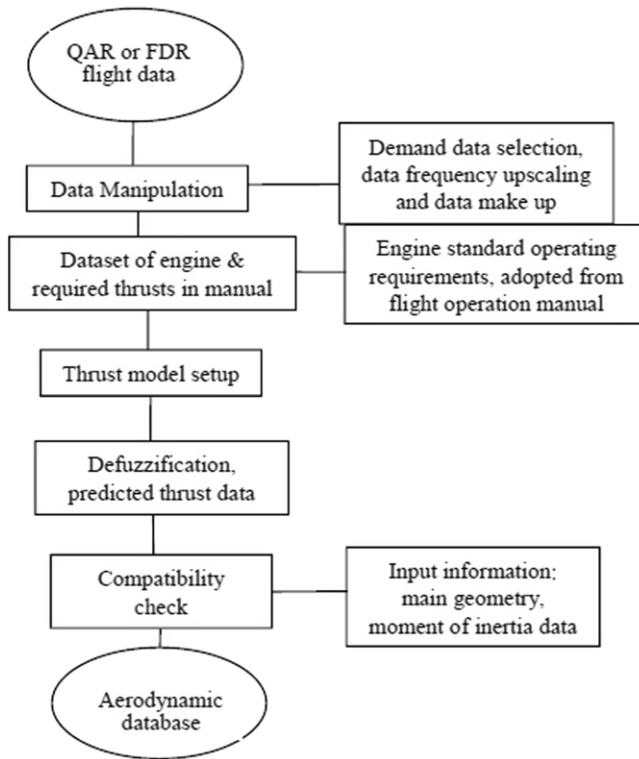 QAR or FDR
flight data
Data Manipulation
Demand data selection,
data frequency upscaling
and data make up
Dataset of engine &
required thrusts in manual
Engine standard operating
requirements, adopted from
flight operation manual
Thrust model setup
Defuzzification,
predicted thrust data
Compatibility
check
Input information:
main geometry,
moment of inertia data
Aerodynamic
database